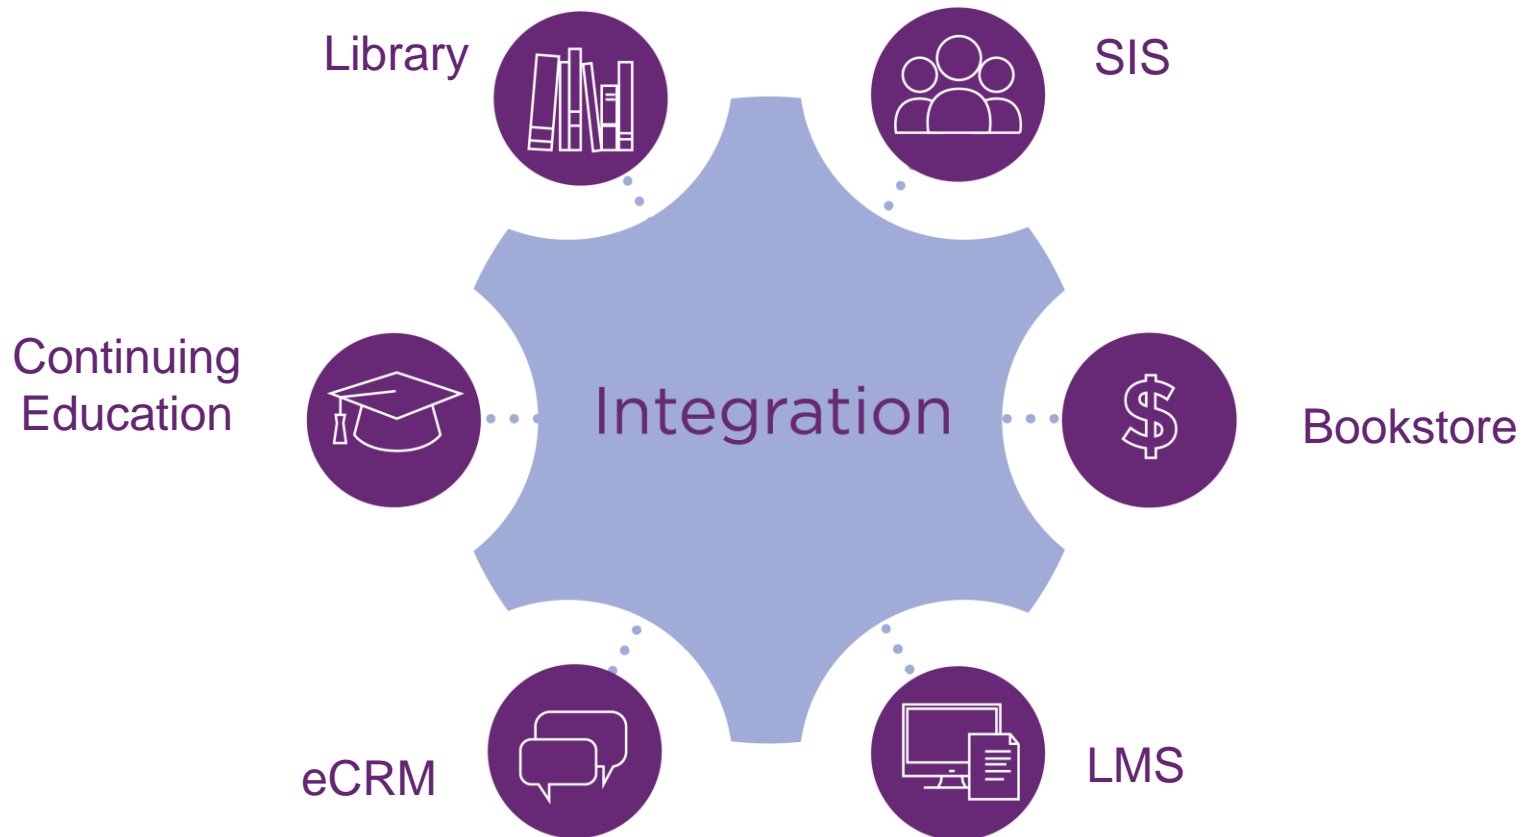 Library
SIS
Continuing
Education
Integration
$
Bookstore
eCRM
LMS